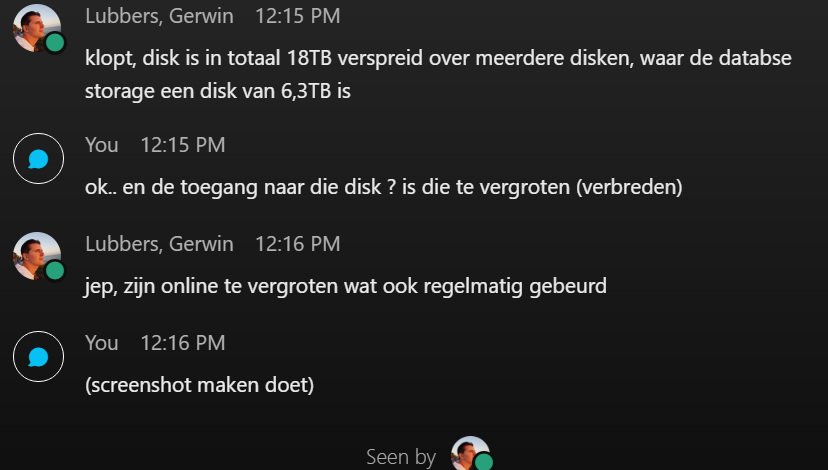 Lubbers, Gerwin 12:15 PM
klopt, disk is in totaal 18TB verspreid over meerdere disken, waar de databse
storage een disk van 6,3TB is
You 12:15 PM
ok.. en de toegang naar die disk ? is die te vergroten (verbreden)
Lubbers, Gerwin 12:16 PM
jep, zijn online te vergroten wat ook regelmatig gebeurd
You 12:16 PM
(screenshot maken doet)
Seen by